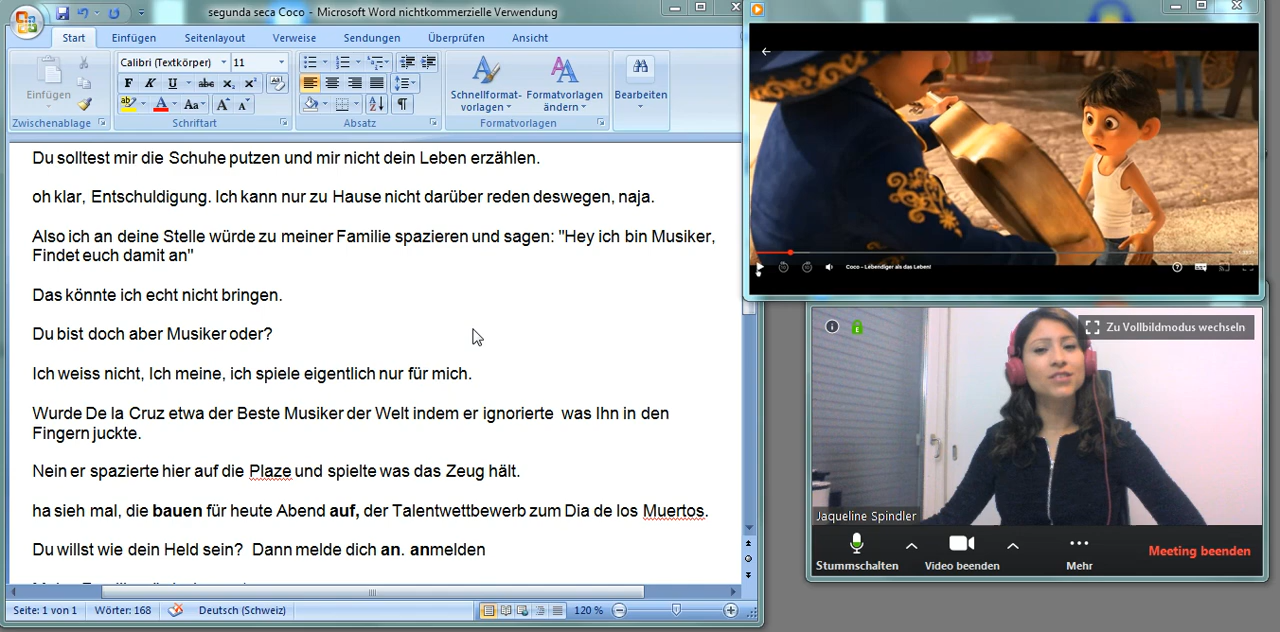 segunda seca Coco - Microsoft Word nichtkommerzielle Verwendung
Start Einfügen Seitenlayout Verweise Sendungen Überprüfen Ansicht
Einfügen
Zwischenablage
Calibri (Textkörper) 11
F K U abe x₂ x²
ab A Aa A A
Schriftart
Absatz
Schnellformat-
vorlagen
Formatvorlagen
ändern
Formatvorlagen
Bearbeiten
Du solltest mir die Schuhe putzen und mir nicht dein Leben erzählen.
oh klar, Entschuldigung. Ich kann nur zu Hause nicht darüber reden deswegen, naja.
Also ich an deine Stelle würde zu meiner Familie spazieren und sagen: "Hey ich bin Musiker,
Findet euch damit an"
Das könnte ich echt nicht bringen.
Du bist doch aber Musiker oder?
Ich weiss nicht, Ich meine, ich spiele eigentlich nur für mich.
Wurde De la Cruz etwa der Beste Musiker der Welt indem er ignorierte was Ihn in den
Fingern juckte.
Nein er spazierte hier auf die Plaze und spielte was das Zeug hält.
ha sieh mal, die bauen für heute Abend auf, der Talentwettbewerb zum Dia de los Muertos.
Du willst wie dein Held sein? Dann melde dich an. anmelden
Seite: 1 von 1 Wörter: 168 Deutsch (Schweiz) 120 %
Coco - Lebendiger als das Leben!
Zu Vollbildmodus wechseln
Jaqueline Spindler
Stummschalten Video beenden Mehr Meeting beenden